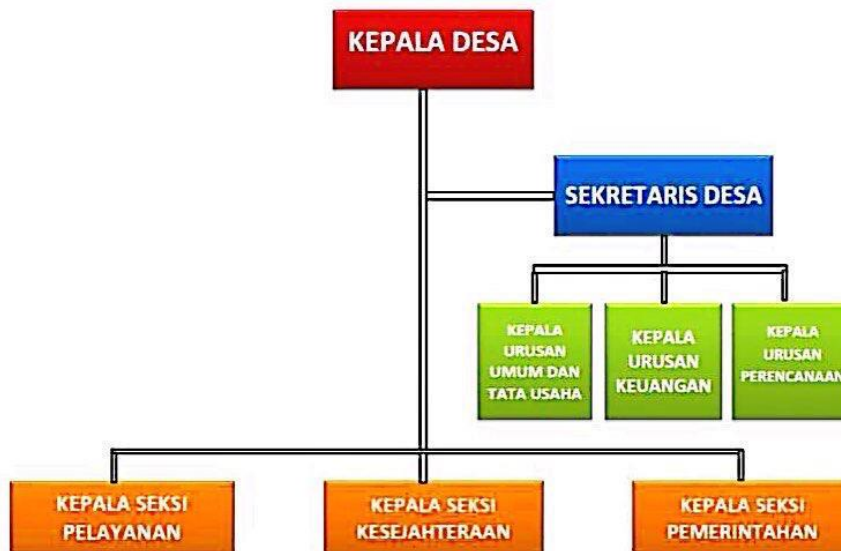 KEPALA DESA
SEKRETARIS DESA
KEPALA
URUSAN
UMUM DAN
TATA USAHA
KEPALA
URUSAN
KEUANGAN
KEPALA
URUSAN
PERENCANAAN
KEPALA SEKSI
PELAYANAN
KEPALA SEKSI
KESEJAHTERAAN
KEPALA SEKSI
PEMERINTAHAN